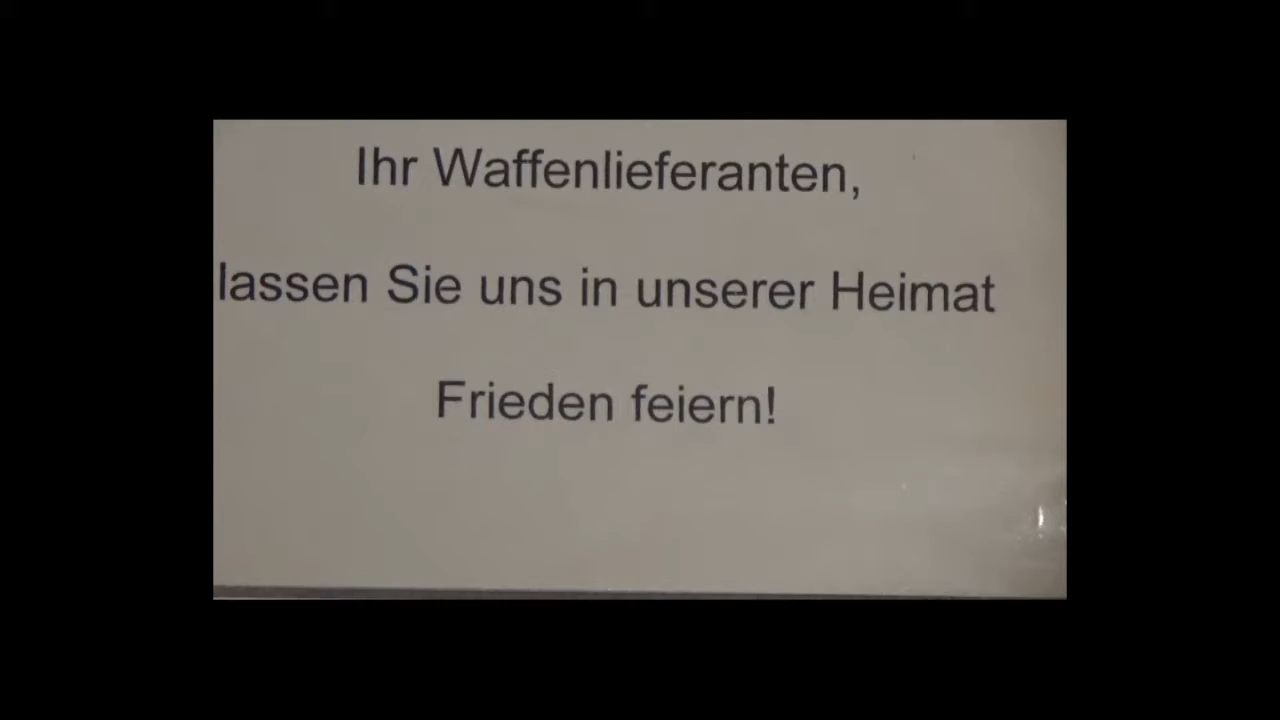 Ihr Waffenlieferanten,
lassen Sie uns in unserer Heimat
Frieden feiern!